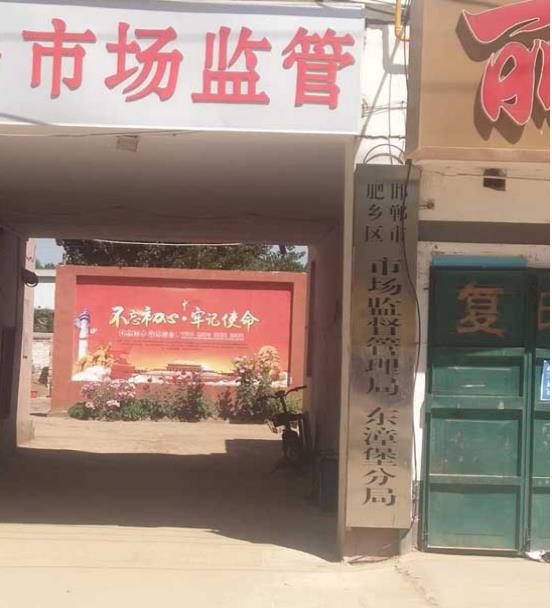 市场监管
邯郸市
肥乡区
市场监督管理局 东漳堡分局
不忘初心·牢记使命
丽
复